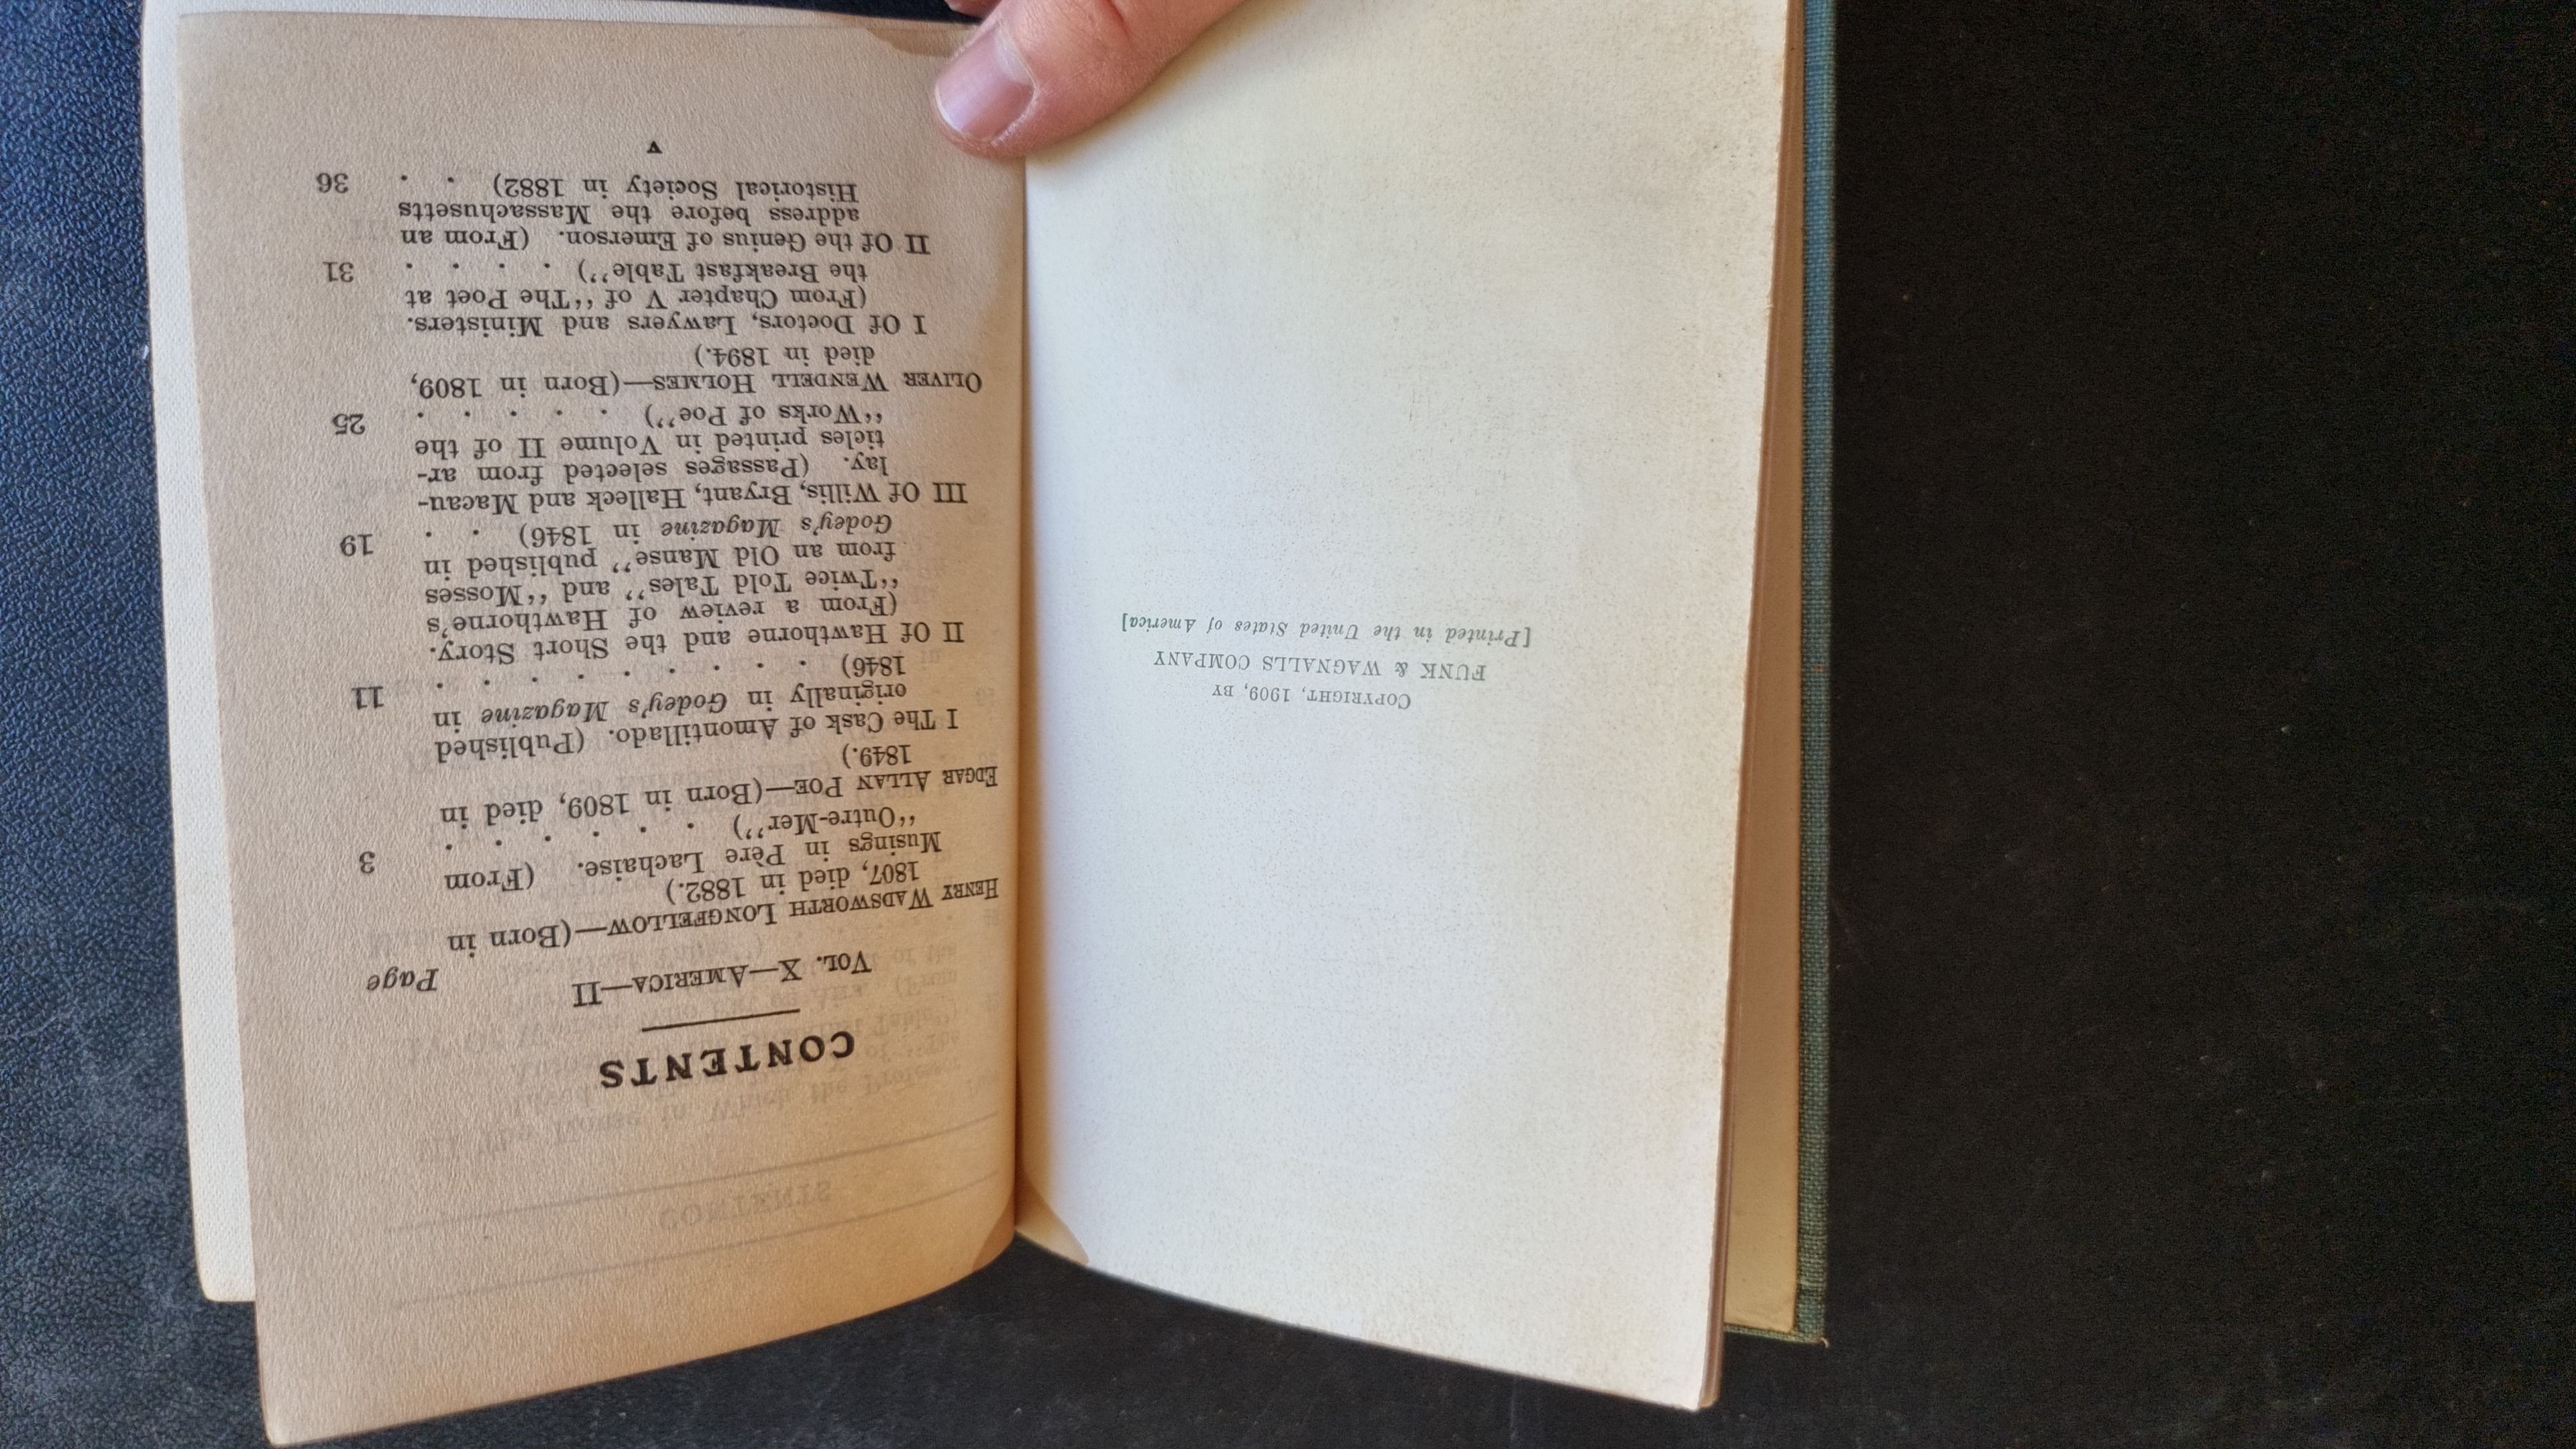 COPYRIGHT, 1909, BY
FUNK & WAGNALLS COMPANY
[Printed in the United States of America]
CONTENTS
VOL. X—AMERICA—II
Page
HENRY WADSWORTH LONGFELLOW—(Born in
1807, died in 1882.)
Musings in Père Lachaise. (From
“Outre-Mer”) . . . . . . 3
EDGAR ALLAN POE—(Born in 1809, died in
1849.)
I The Cask of Amontillado. (Published
originally in Godey's Magazine in
1846) . . . . . . . . . 11
II Of Hawthorne and the Short Story.
(From a review of Hawthorne's
“Twice Told Tales” and “Mosses
from an Old Manse” published in
Godey's Magazine in 1846) . . 19
III Of Willis, Bryant, Halleck and Macau-
lay. (Passages selected from ar-
ticles printed in Volume II of the
“Works of Poe”) . . . . . 25
OLIVER WENDELL HOLMES—(Born in 1809,
died in 1894.)
I Of Doctors, Lawyers and Ministers.
(From Chapter V of “The Poet at
the Breakfast Table”) . . . . 31
II Of the Genius of Emerson. (From an
address before the Massachusetts
Historical Society in 1882) . . 36
v